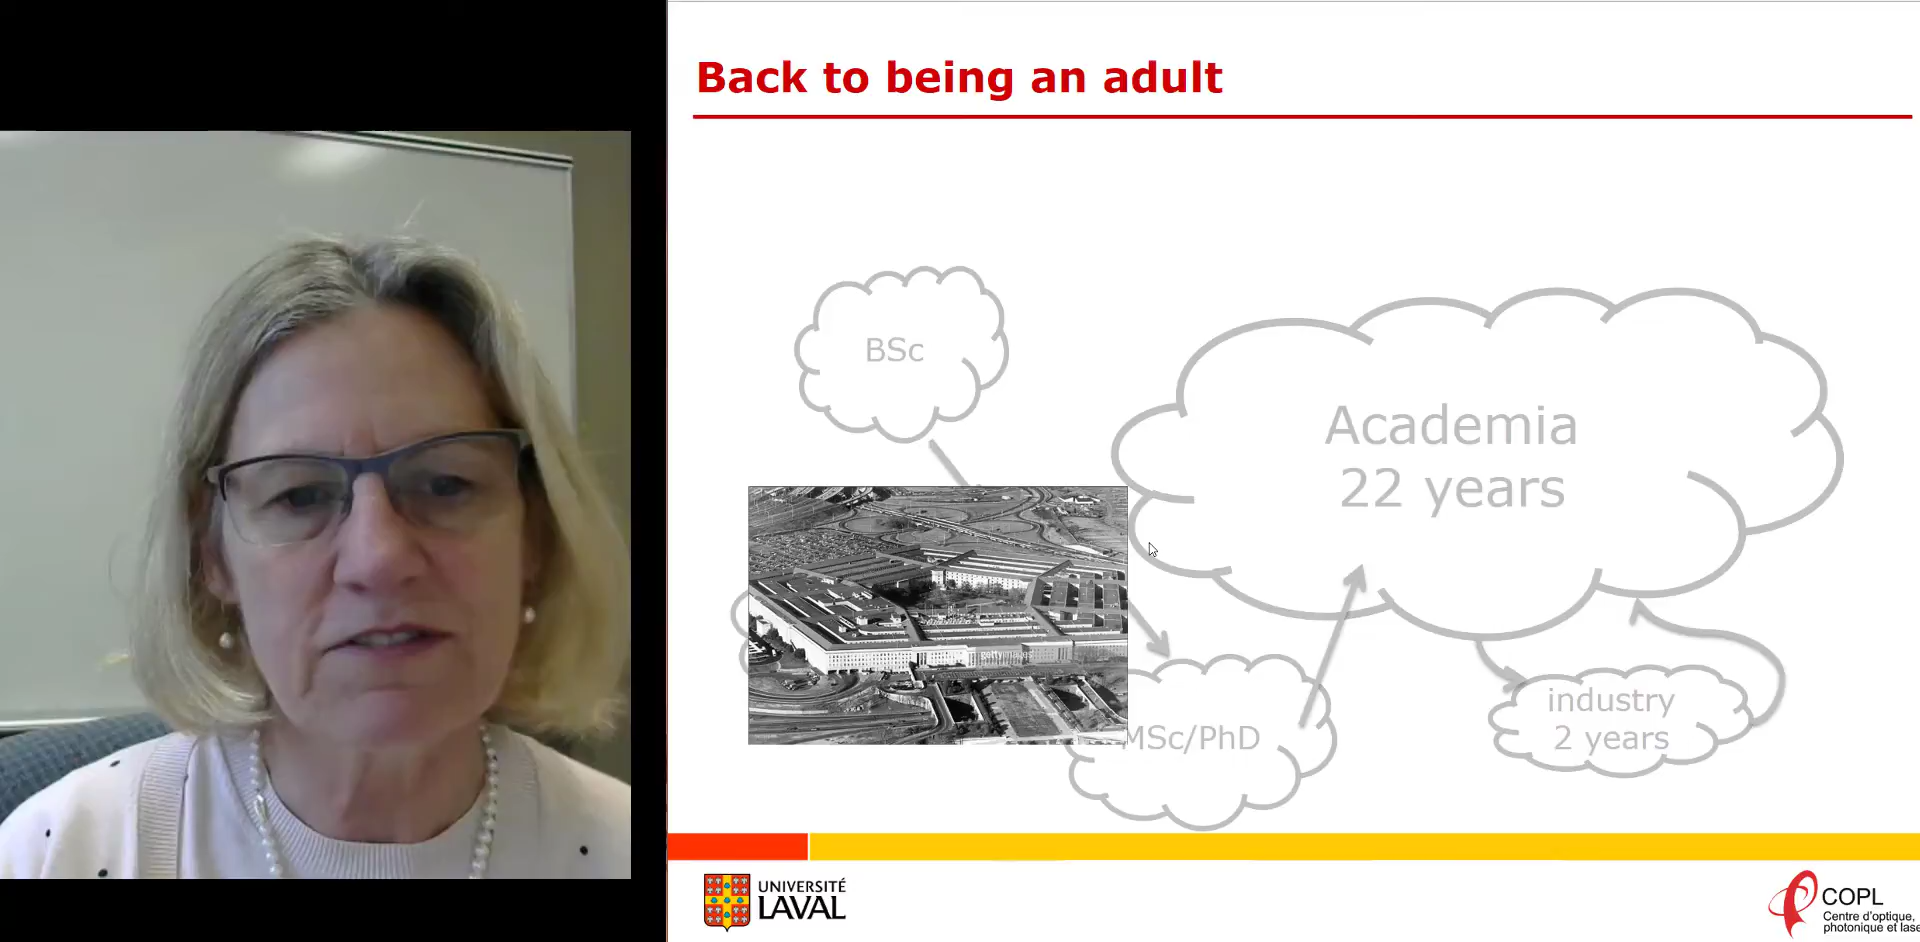 Back to being an adult
BSc
Academia
22 years
MSc/PhD
industry
2 years
UNIVERSITÉ
LAVAL
COPL
Centre d'optique,
photonique et lase